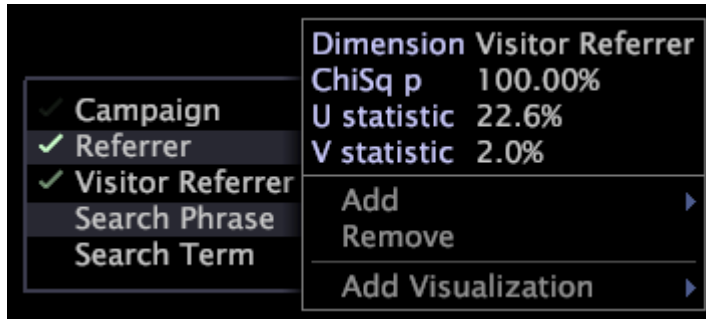 Campaign
Referrer
Visitor Referrer
Search Phrase
Search Term
Dimension Visitor Referrer
ChiSq p 100.00%
U statistic 22.6%
V statistic 2.0%
Add
Remove
Add Visualization